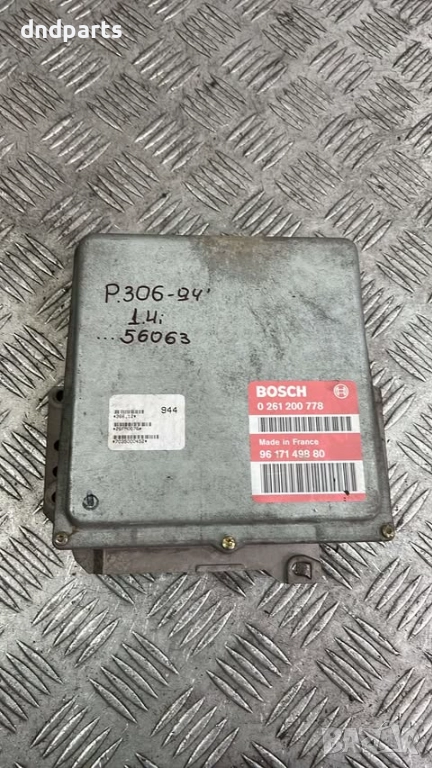 dndparts
P.306-94'
1.4i
...56063
944
BOSCH
0 261 200 778
Made in France
96 171 498 80
BAZAR